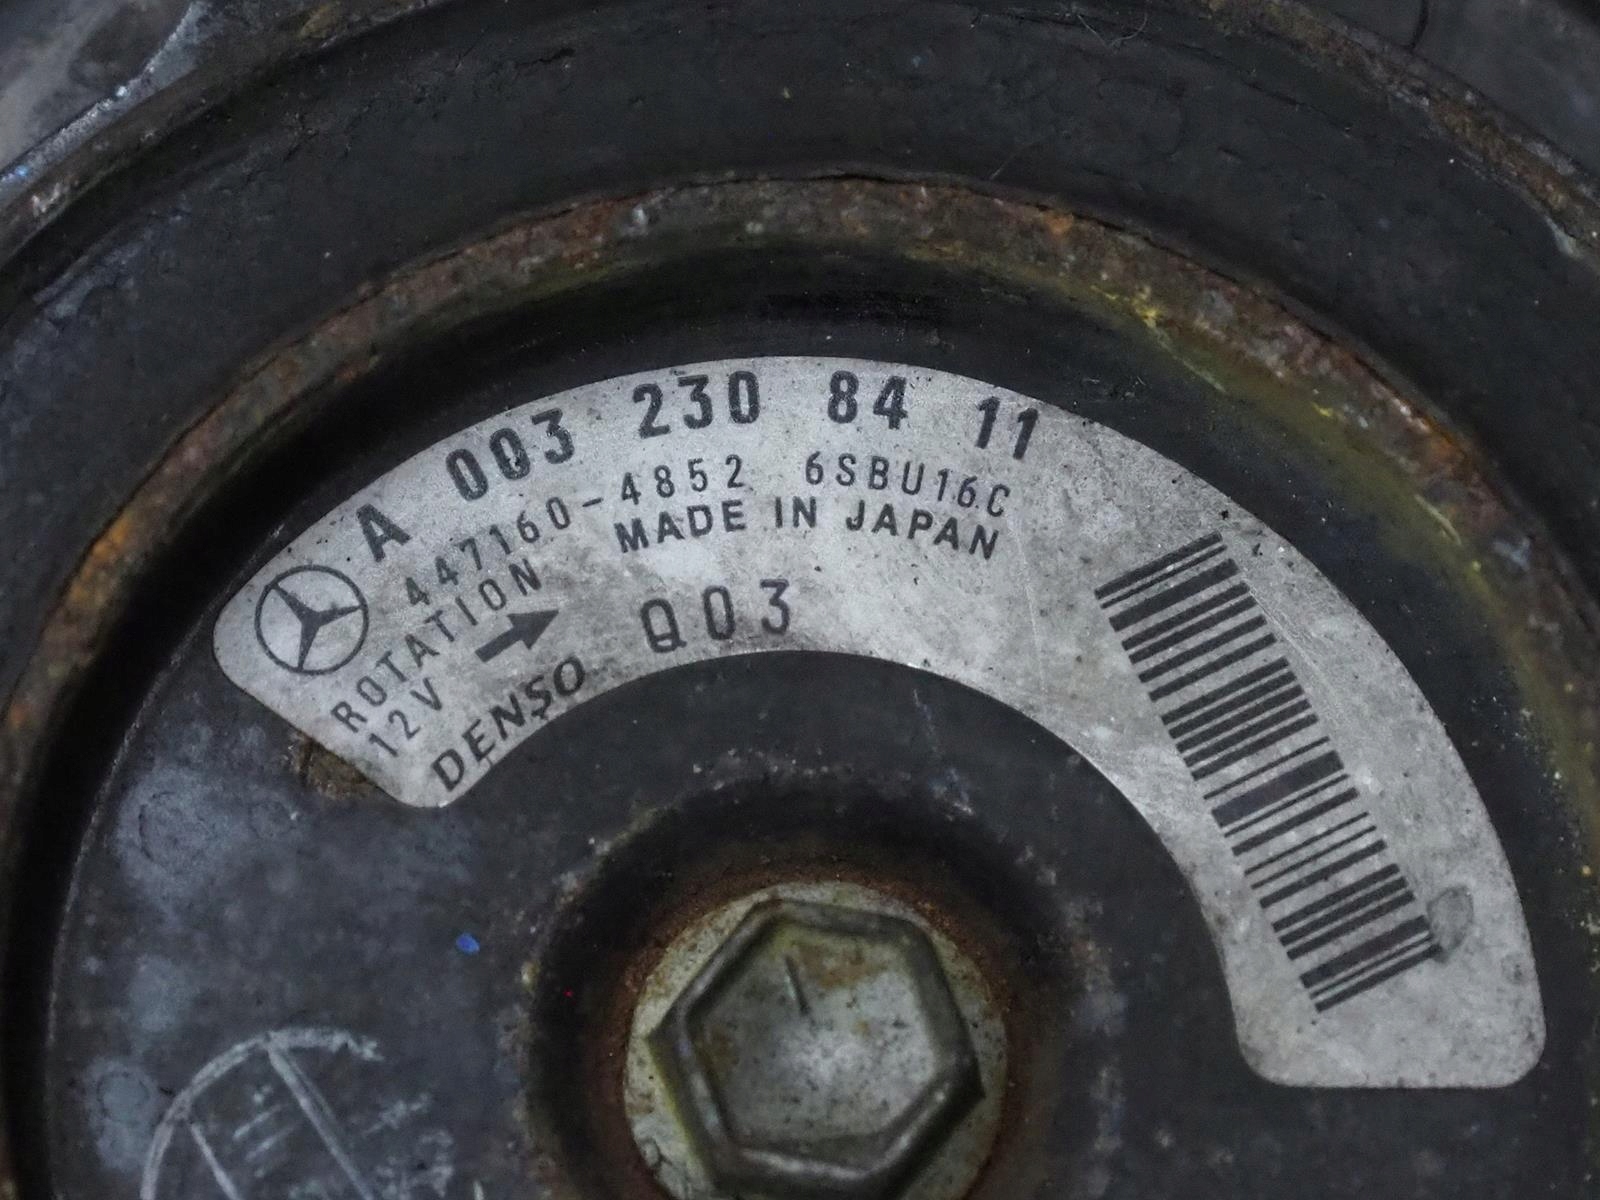 A 003 230 84 11
447160-4852 6SBU16C
ROTATION MADE IN JAPAN
12V
DENSO Q03